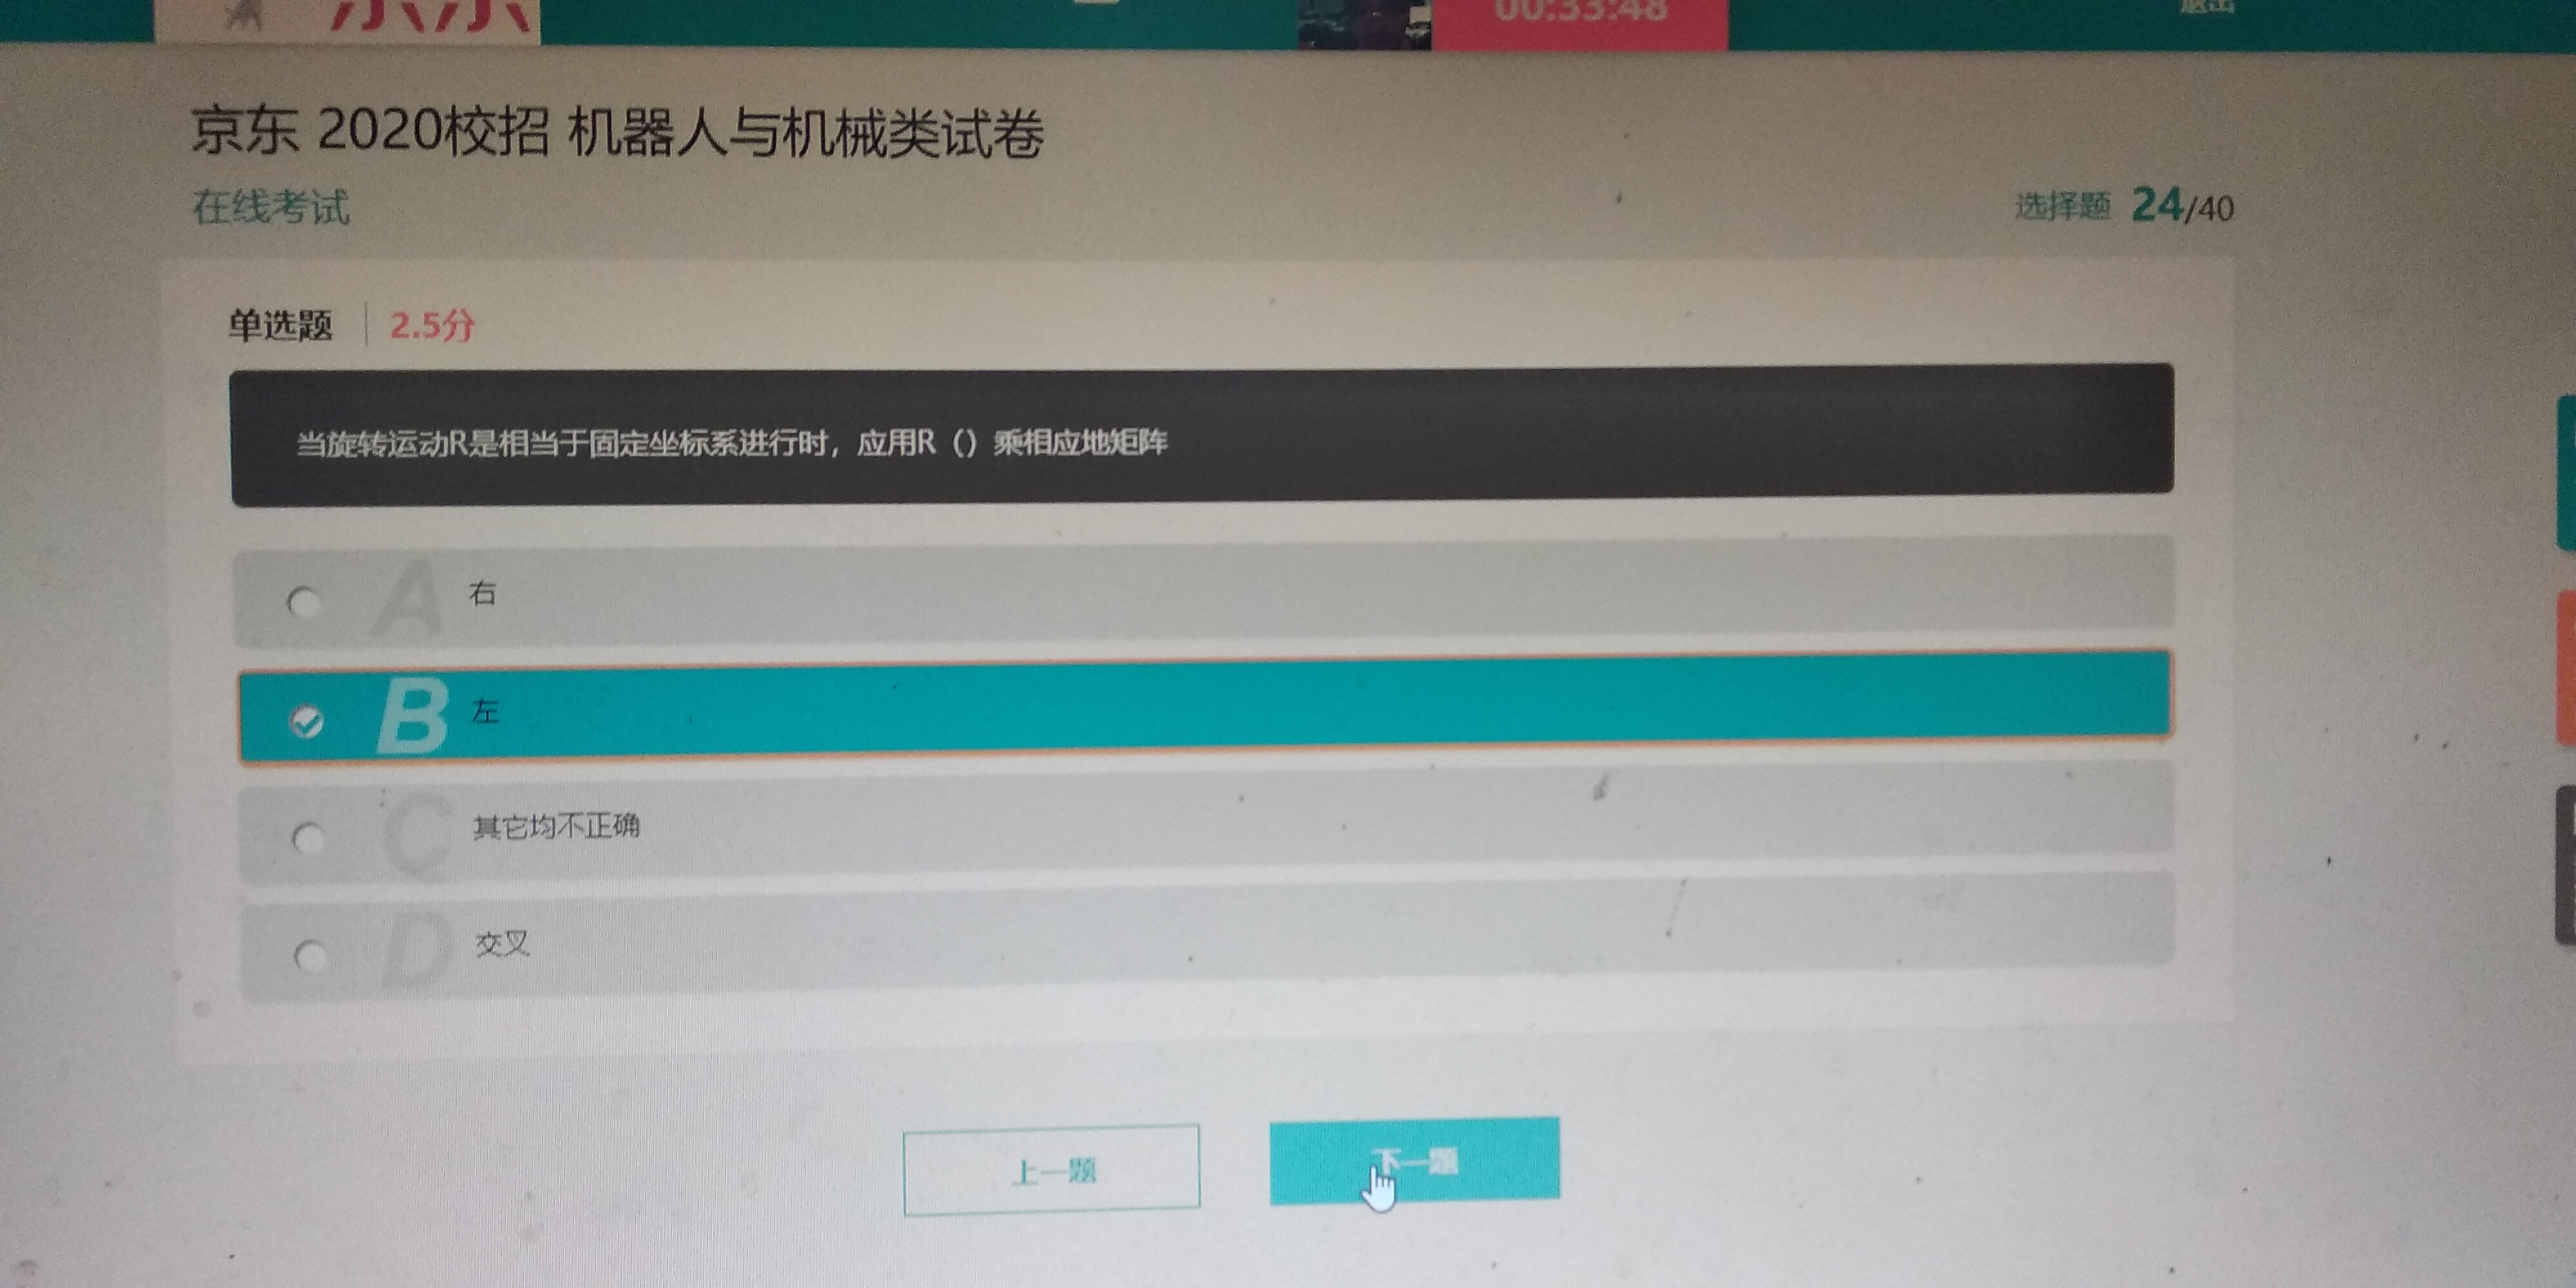 00:33:48
退出
京东 2020校招 机器人与机械类试卷
在线考试
选择题 24/40
单选题 2.5分
当旋转运动R是相当于固定坐标系进行时，应用R（）乘相应地矩阵
A 右
B 左
C 其它均不正确
D 交叉
上一题
下一题